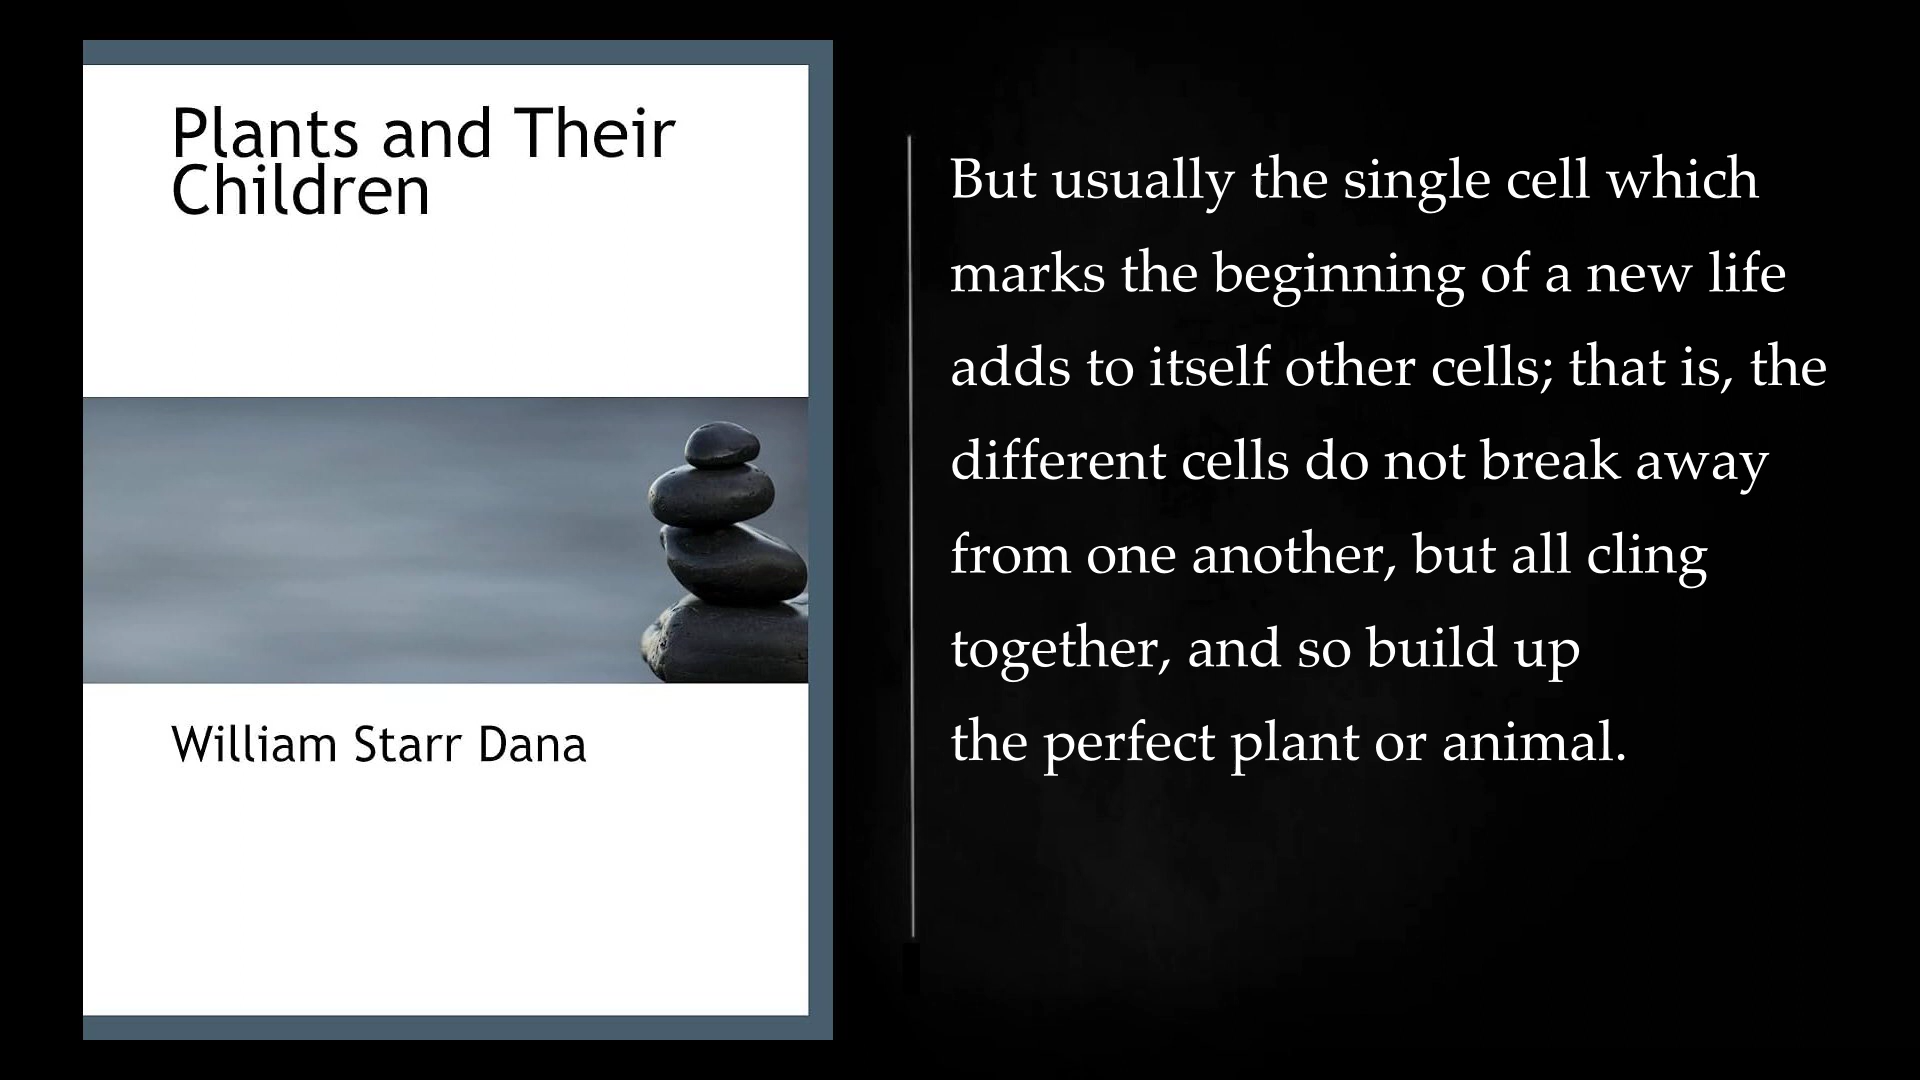 Plants and Their
Children
William Starr Dana
But usually the single cell which
marks the beginning of a new life
adds to itself other cells; that is, the
different cells do not break away
from one another, but all cling
together, and so build up
the perfect plant or animal.